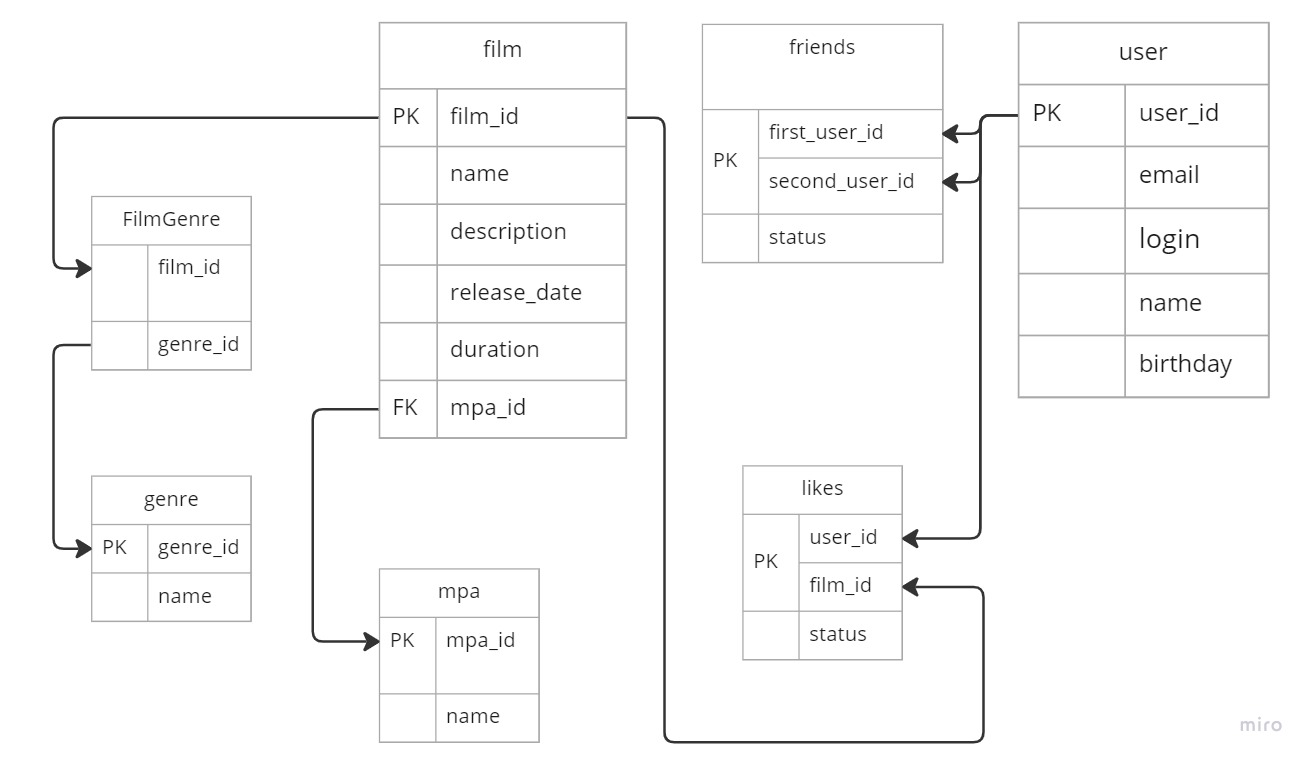 film
PK film_id
name
description
release_date
duration
FK mpa_id
friends
PK
first_user_id
second_user_id
status
user
PK user_id
email
login
name
birthday
FilmGenre
film_id
genre_id
genre
PK genre_id
name
mpa
PK mpa_id
name
likes
PK
user_id
film_id
status
miro